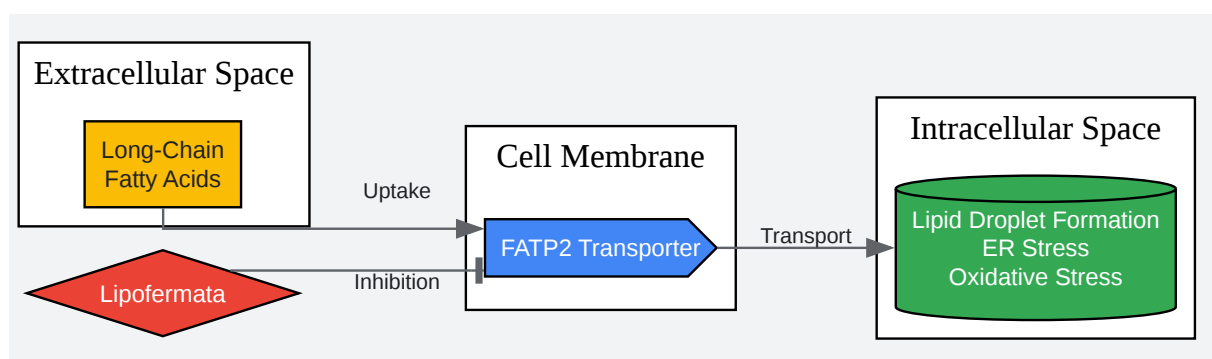 Extracellular Space
Long-Chain
Fatty Acids
Uptake
Lipofermata
Inhibition
Cell Membrane
FATP2 Transporter
Transport
Intracellular Space
Lipid Droplet Formation
ER Stress
Oxidative Stress